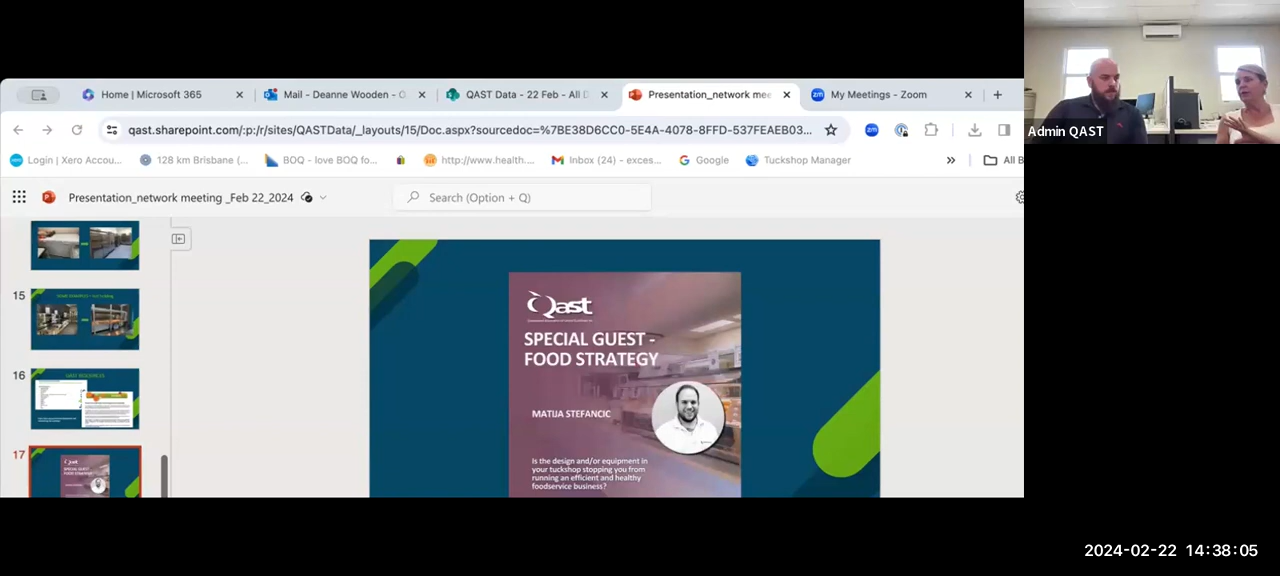 Home | Microsoft 365
Mail - Deanne Wooden - O
QAST Data - 22 Feb - All D
Presentation_network mee
My Meetings - Zoom
qast.sharepoint.com/:p:/r/sites/QASTData/_layouts/15/Doc.aspx?sourcedoc=%7BE38D6CC0-5E4A-4078-8FFD-537FEAEB03...
zm
Login | Xero Accou...
128 km Brisbane (...
BOQ - love BOQ fo...
http://www.health....
Inbox (24) - exces...
Google
Tuckshop Manager
»
All B
Presentation_network meeting _Feb 22_2024
Search (Option + Q)
15
16
QAST RESOURCES
17
Qast
SPECIAL GUEST -
FOOD STRATEGY
MATIJA STEFANCIC
Is the design and/or equipment in
your tuckshop stopping you from
running an efficient and healthy
foodservice business?
Admin QAST
2024-02-22 14:38:05